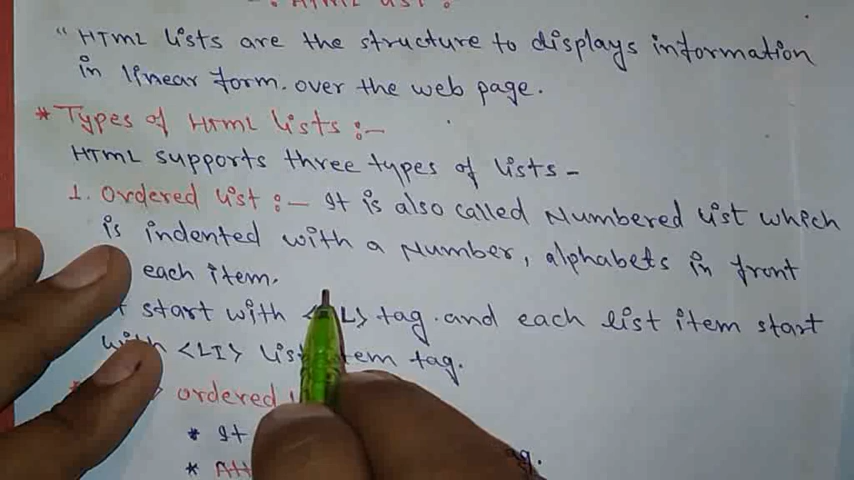 : HTML List :
" HTML lists are the structure to displays information
in linear form. over the web page.
* Types of HTML lists :-
HTML supports three types of lists -
1. Ordered list :- It is also called Numbered list which
is indented with a Number, alphabets in front
each item.
start with tag. and each list item start
with <LI> tag.
ordered
* It
*